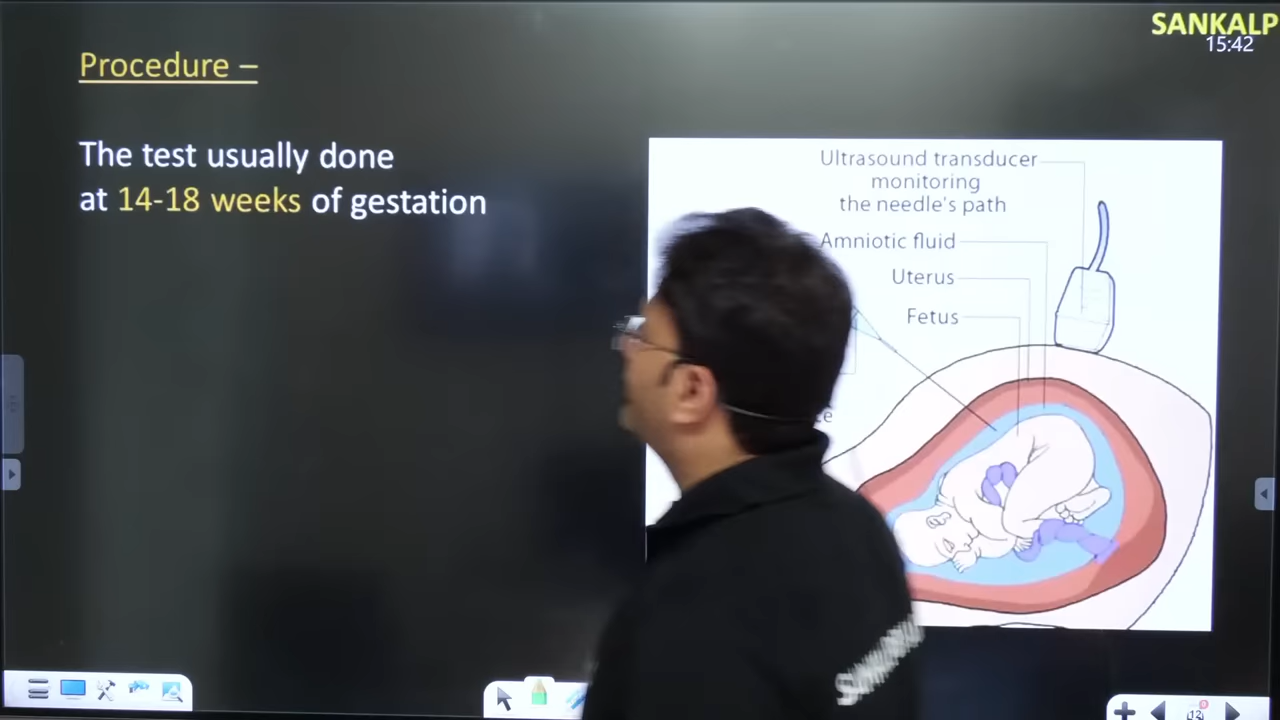 SANKALP
15:42
Procedure –
The test usually done
at 14-18 weeks of gestation
Ultrasound transducer
monitoring
the needle's path
Amniotic fluid
Uterus
Fetus